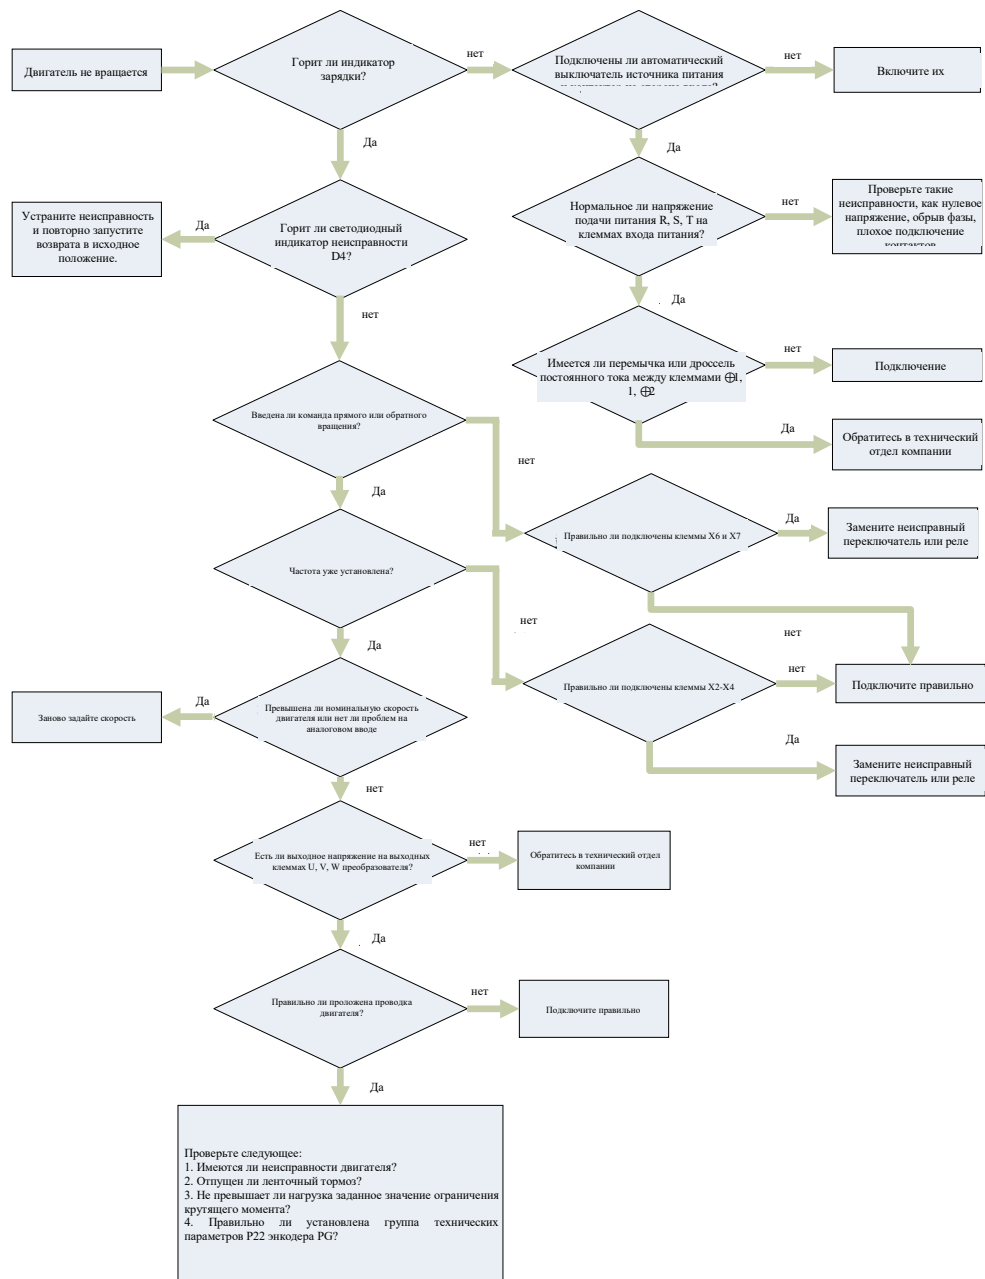 Двигатель не вращается
Горит ли индикатор
зарядки?
нет
Подключены ли автоматический
выключатель источника питания
нет
Включите их
Да
Да
Устраните неисправность
и повторно запустите
возврата в исходное
положение.
Да
Горит ли светодиодный
индикатор неисправности
D4?
Нормальное ли напряжение
подачи питания R, S, T на
клеммах входа питания?
нет
Проверьте такие
неисправности, как нулевое
напряжение, обрыв фазы,
плохое подключение
контактов
нет
Да
Имеется ли перемычка или дроссель
постоянного тока между клеммами ⊕1,
1, ⊕2
нет
Подключение
Да
Обратитесь в технический
отдел компании
Введена ли команда прямого или обратного
вращения?
нет
Да
Правильно ли подключены клеммы X6 и X7
Да
Замените неисправный
переключатель или реле
Частота уже установлена?
нет
нет
Да
Правильно ли подключены клеммы X2-X4
нет
Подключите правильно
Заново задайте скорость
Да
Превышена ли номинальную скорость
двигателя или нет ли проблем на
аналоговом вводе
Да
Замените неисправный
переключатель или реле
нет
Есть ли выходное напряжение на выходных
клеммах U, V, W преобразователя?
нет
Обратитесь в технический отдел
компании
Да
Правильно ли проложена проводка
двигателя?
нет
Подключите правильно
Да
Проверьте следующее:
1. Имеются ли неисправности двигателя?
2. Отпущен ли ленточный тормоз?
3. Не превышает ли нагрузка заданное значение ограничения
крутящего момента?
4. Правильно ли установлена группа технических
параметров P22 энкодера PG?